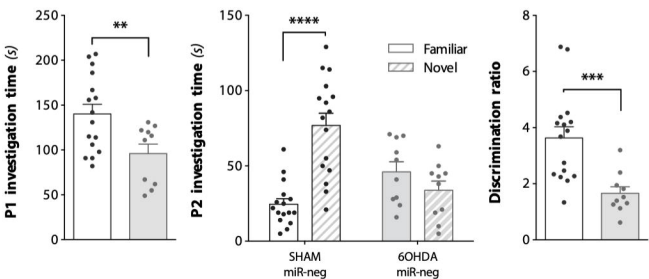 P1 investigation time (s)
250
200
150
100
50
0
**
P2 investigation time (s)
150
100
50
0
****
Familiar
Novel
SHAM
miR-neg
6OHDA
miR-neg
Discrimination ratio
8
6
4
2
0
***